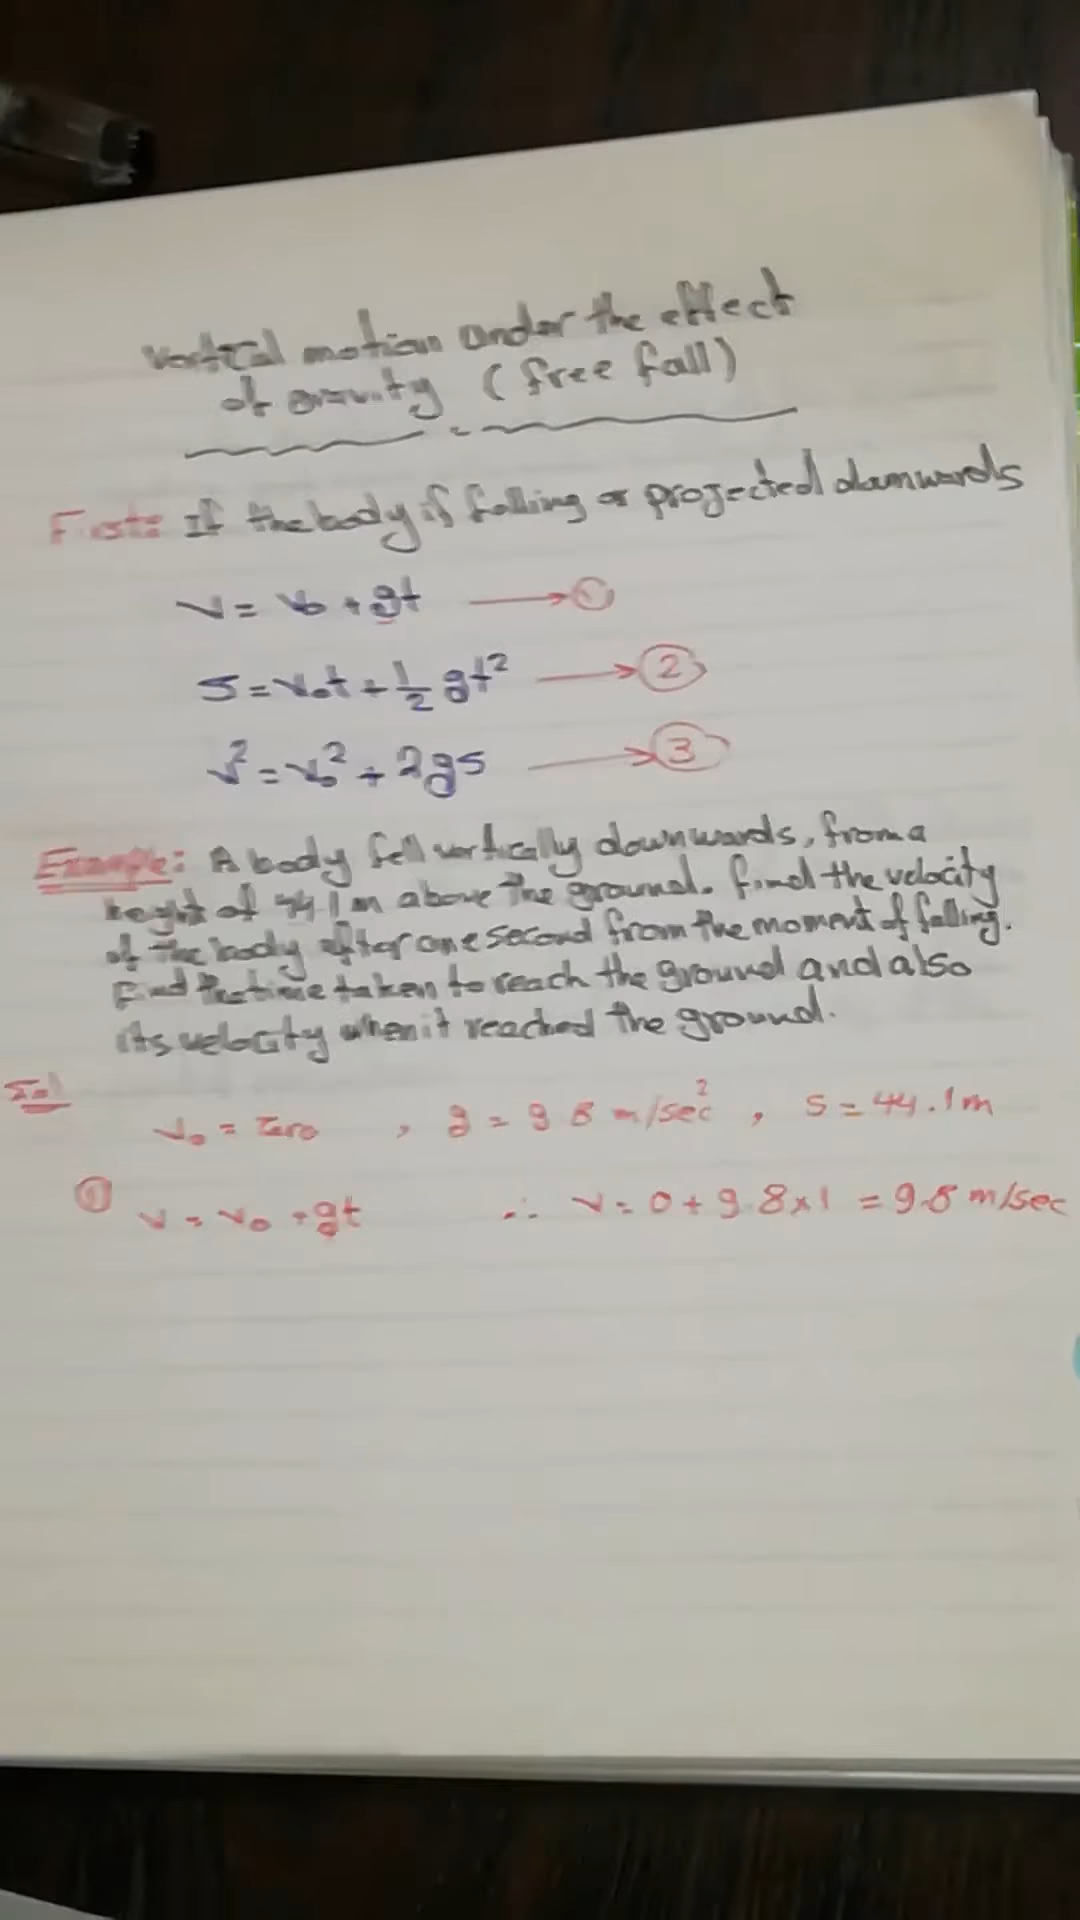 vertical motion under the effect
of gravity (free fall)
First: If the body if falling or projected downwards
v = v₀ + gt → ①
S = v₀t + 1/2 gt² → ②
v² = v₀² + 2gs → ③
Example: A body fell vertically downwards, from a
height of 44.1 m above the ground. find the velocity
of the body after one second from the moment of falling.
Find the time taken to reach the ground and also
its velocity when it reached the ground.
Sol
v₀ = Zero , g = 9.8 m/sec² , S = 44.1m
① v = v₀ + gt ∴ v = 0 + 9.8×1 = 9.8 m/sec